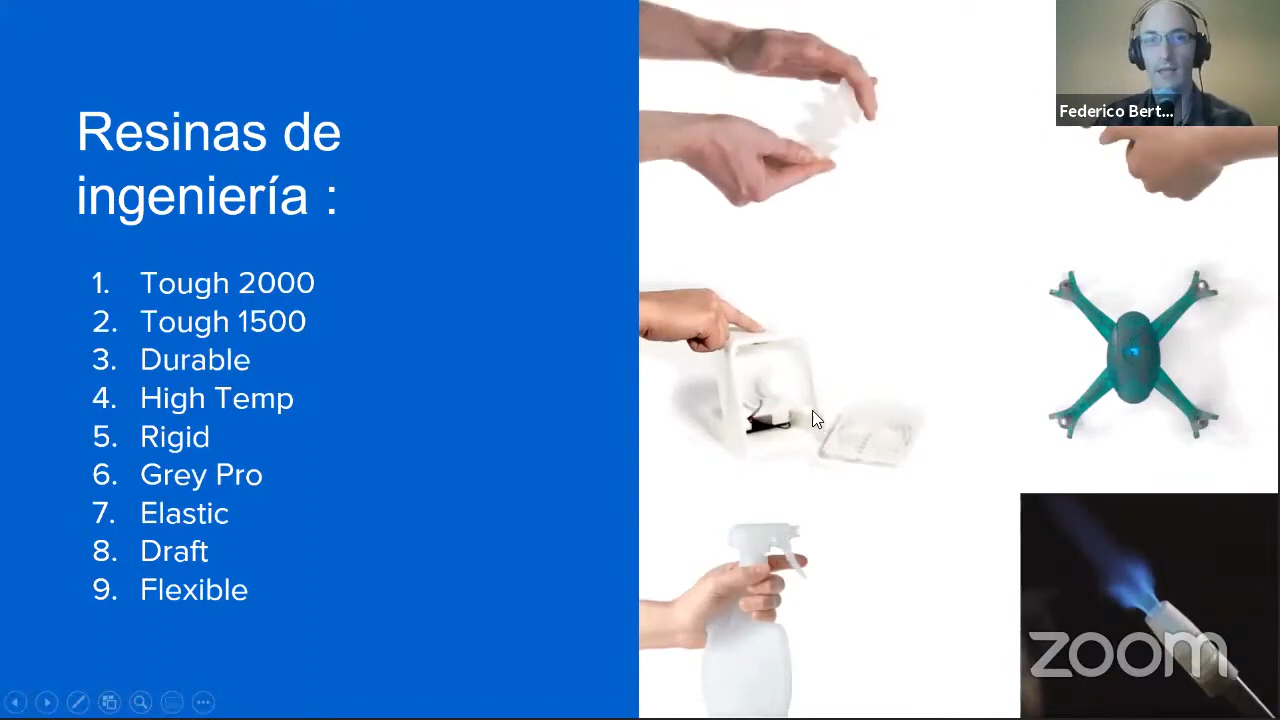 Resinas de
ingeniería :
1. Tough 2000
2. Tough 1500
3. Durable
4. High Temp
5. Rigid
6. Grey Pro
7. Elastic
8. Draft
9. Flexible
Federico Bert...
zoom